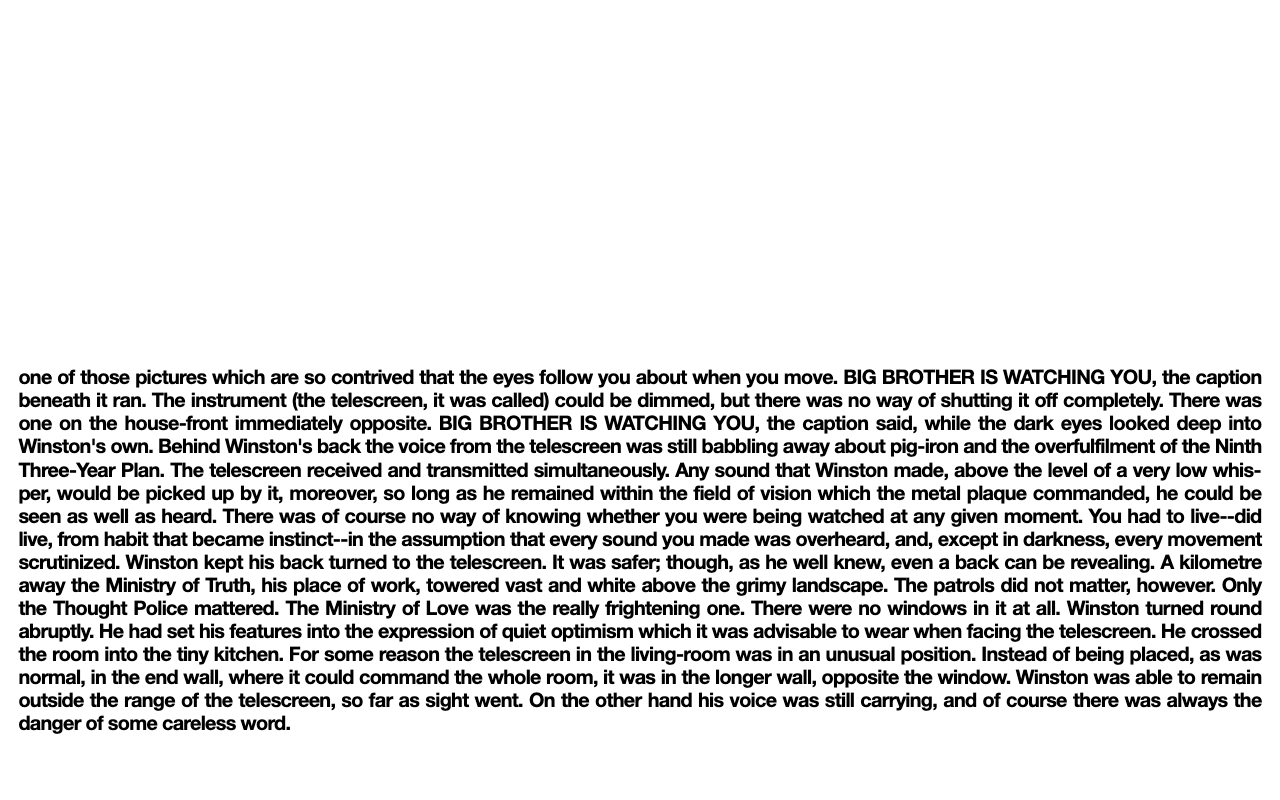 one of those pictures which are so contrived that the eyes follow you about when you move. BIG BROTHER IS WATCHING YOU, the caption
beneath it ran. The instrument (the telescreen, it was called) could be dimmed, but there was no way of shutting it off completely. There was
one on the house-front immediately opposite. BIG BROTHER IS WATCHING YOU, the caption said, while the dark eyes looked deep into
Winston's own. Behind Winston's back the voice from the telescreen was still babbling away about pig-iron and the overfulfilment of the Ninth
Three-Year Plan. The telescreen received and transmitted simultaneously. Any sound that Winston made, above the level of a very low whis-
per, would be picked up by it, moreover, so long as he remained within the field of vision which the metal plaque commanded, he could be
seen as well as heard. There was of course no way of knowing whether you were being watched at any given moment. You had to live--did
live, from habit that became instinct--in the assumption that every sound you made was overheard, and, except in darkness, every movement
scrutinized. Winston kept his back turned to the telescreen. It was safer; though, as he well knew, even a back can be revealing. A kilometre
away the Ministry of Truth, his place of work, towered vast and white above the grimy landscape. The patrols did not matter, however. Only
the Thought Police mattered. The Ministry of Love was the really frightening one. There were no windows in it at all. Winston turned round
abruptly. He had set his features into the expression of quiet optimism which it was advisable to wear when facing the telescreen. He crossed
the room into the tiny kitchen. For some reason the telescreen in the living-room was in an unusual position. Instead of being placed, as was
normal, in the end wall, where it could command the whole room, it was in the longer wall, opposite the window. Winston was able to remain
outside the range of the telescreen, so far as sight went. On the other hand his voice was still carrying, and of course there was always the
danger of some careless word.